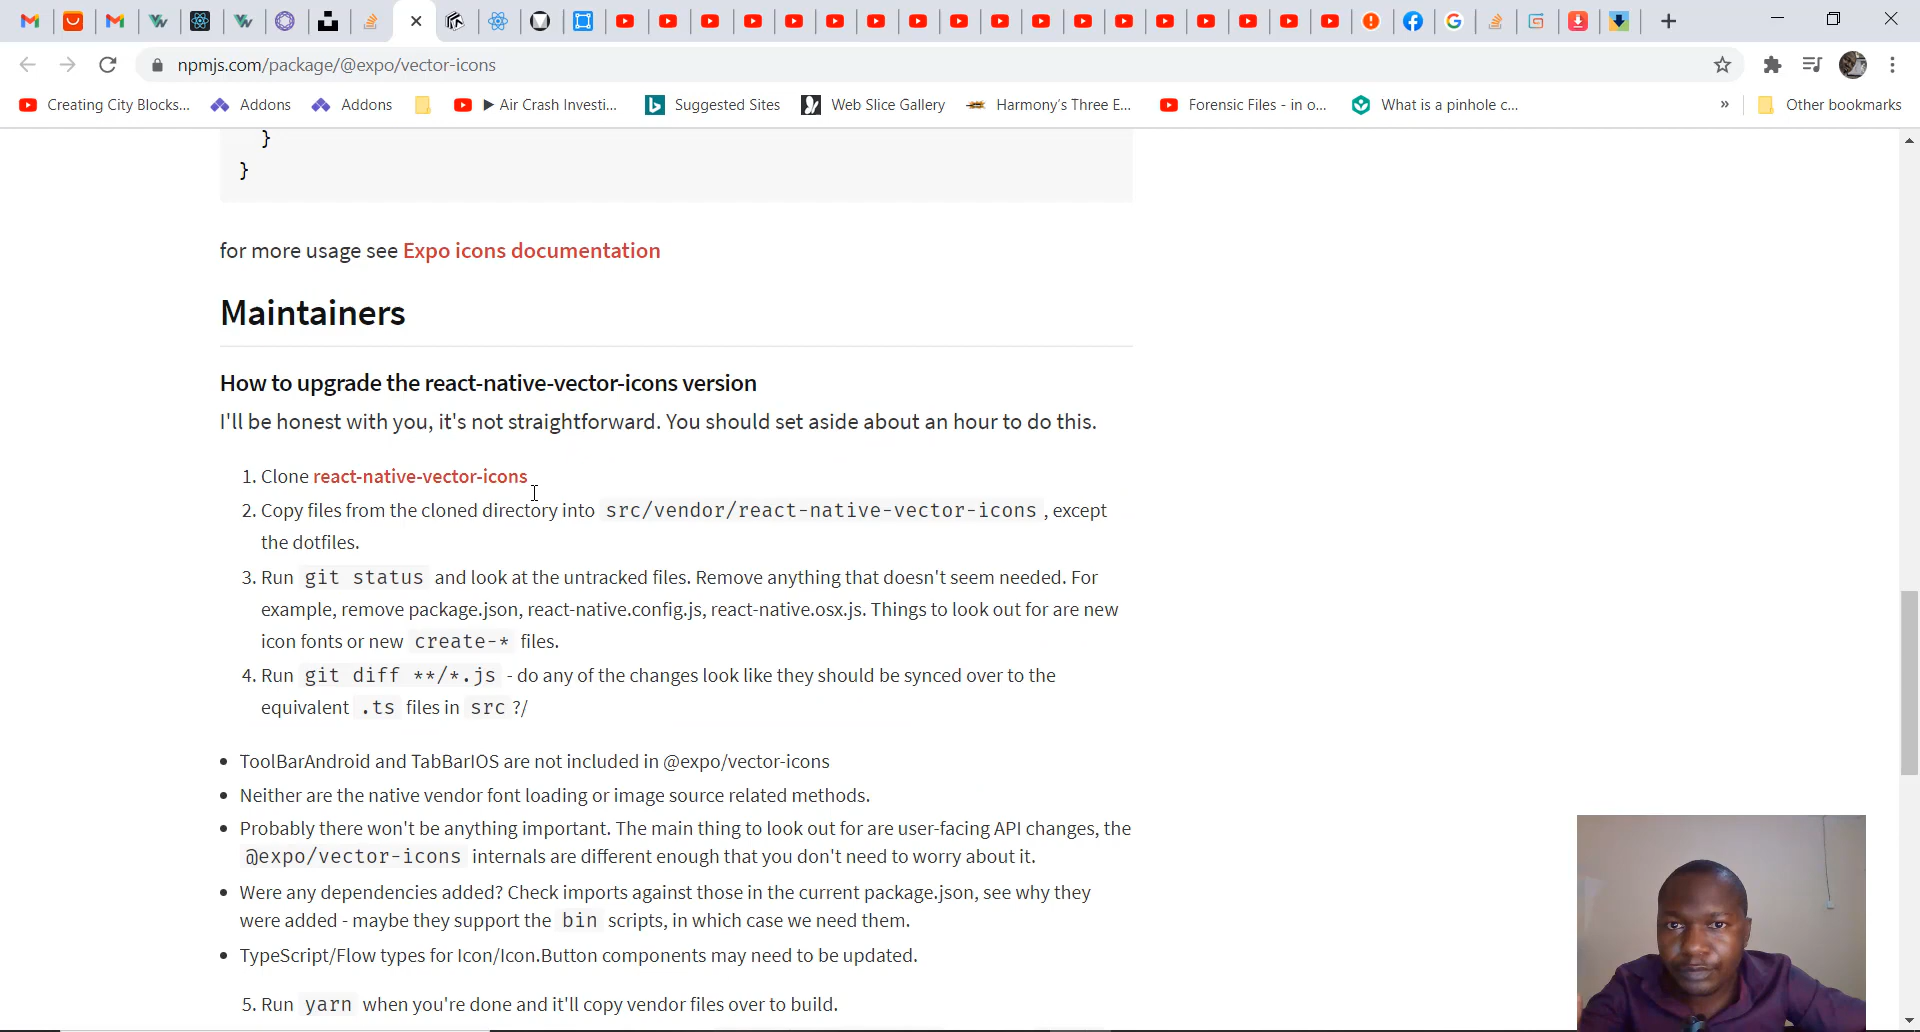 npmjs.com/package/@expo/vector-icons
Creating City Blocks... Addons Addons ▶ Air Crash Investi... Suggested Sites Web Slice Gallery Harmony's Three E... Forensic Files - in o... What is a pinhole c... » Other bookmarks
}
}
for more usage see Expo icons documentation
Maintainers
How to upgrade the react-native-vector-icons version
I'll be honest with you, it's not straightforward. You should set aside about an hour to do this.
1. Clone react-native-vector-icons
2. Copy files from the cloned directory into src/vendor/react-native-vector-icons , except
the dotfiles.
3. Run git status and look at the untracked files. Remove anything that doesn't seem needed. For
example, remove package.json, react-native.config.js, react-native.osx.js. Things to look out for are new
icon fonts or new create-* files.
4. Run git diff **/*.js - do any of the changes look like they should be synced over to the
equivalent .ts files in src ?/
• ToolBarAndroid and TabBarIOS are not included in @expo/vector-icons
• Neither are the native vendor font loading or image source related methods.
• Probably there won't be anything important. The main thing to look out for are user-facing API changes, the
@expo/vector-icons internals are different enough that you don't need to worry about it.
• Were any dependencies added? Check imports against those in the current package.json, see why they
were added - maybe they support the bin scripts, in which case we need them.
• TypeScript/Flow types for Icon/Icon.Button components may need to be updated.
5. Run yarn when you're done and it'll copy vendor files over to build.